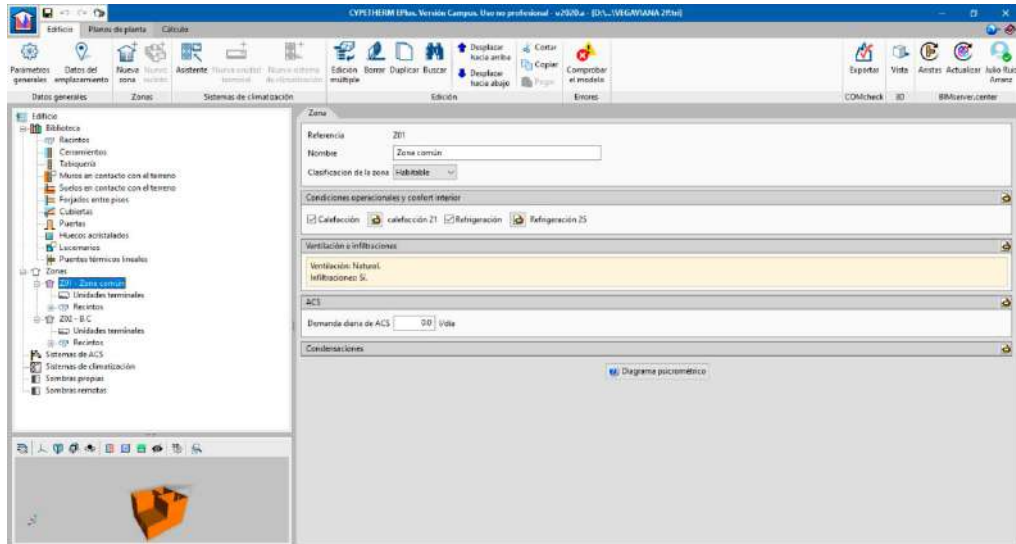 CYPETHERM EPlus. Versión Campus. Uso no profesional - v2020.a - [D:\...\VEGAVIANA 2º.tri]
Edificio Planos de planta Cálculo
Parámetros generales
Datos del emplazamiento
Nueva zona
Nuevo recinto
Asistente
Nueva unidad terminal
Nuevo sistema de climatización
Edición múltiple
Borrar
Duplicar
Buscar
Desplazar hacia arriba
Desplazar hacia abajo
Cortar
Copiar
Pegar
Comprobar el modelo
Exportar
Vista
Actualizar
Julio
Datos generales
Zonas
Sistemas de climatización
Edición
Errores
COMcheck
3D
BIMserver.center
Edificio
Biblioteca
Recintos
Cerramientos
Tabiquería
Muros en contacto con el terreno
Suelos en contacto con el terreno
Forjados entre pisos
Cubiertas
Puertas
Huecos acristalados
Lucernarios
Puentes térmicos lineales
Zonas
Z01 - Zona común
Unidades terminales
Recintos
Z02 - B.C
Unidades terminales
Recintos
Sistemas de ACS
Sistemas de climatización
Sombras propias
Sombras remotas
Zona
Referencia Z01
Nombre Zona común
Clasificación de la zona Habitable
Condiciones operacionales y confort interior
Calefacción calefacción 21 Refrigeración Refrigeración 25
Ventilación e infiltraciones
Ventilación: Natural.
Infiltraciones: Sí.
ACS
Demanda diaria de ACS 0.0 l/día
Condensaciones
Diagrama psicrométrico